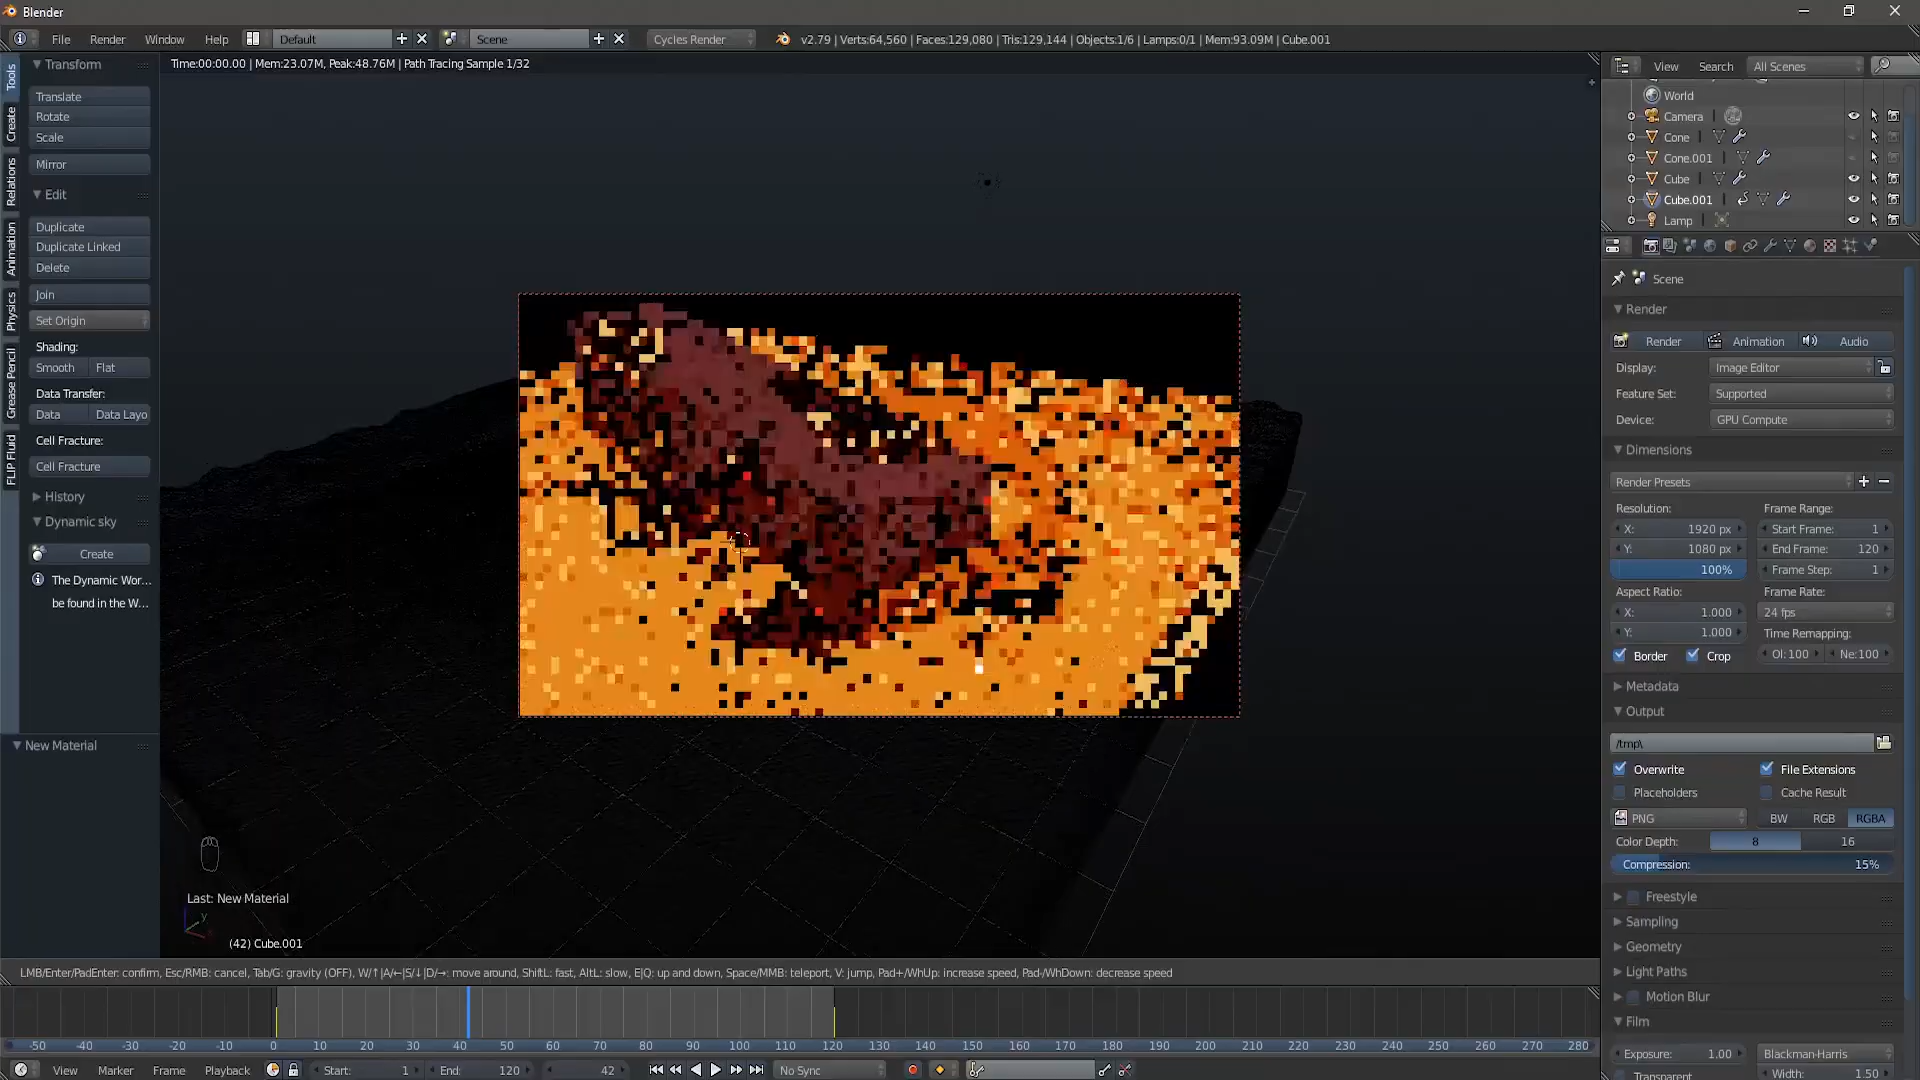 Blender
File Render Window Help Default Scene Cycles Render v2.79 | Verts:64,560 | Faces:129,080 | Tris:129,144 | Objects:1/6 | Lamps:0/1 | Mem:93.09M | Cube.001
Time:00:00.00 | Mem:23.07M, Peak:48.76M | Path Tracing Sample 1/32
Tools
Create
Relations
Animation
Physics
Grease Pencil
FLIP Fluid
Transform
Translate
Rotate
Scale
Mirror
Edit
Duplicate
Duplicate Linked
Delete
Join
Set Origin
Shading:
Smooth Flat
Data Transfer:
Data Data Layo
Cell Fracture:
Cell Fracture
History
Dynamic sky
Create
The Dynamic Wor...
be found in the W...
New Material
Last: New Material
y
(42) Cube.001
LMB/Enter/PadEnter: confirm, Esc/RMB: cancel, Tab/G: gravity (OFF), W/↑|A/←|S/↓|D/→: move around, ShiftL: fast, AltL: slow, E|Q: up and down, Space/MMB: teleport, V: jump, Pad+/WhUp: increase speed, Pad-/WhDown: decrease speed
-50 -40 -30 -20 -10 0 10 20 30 40 50 60 70 80 90 100 110 120 130 140 150 160 170 180 190 200 210 220 230 240 250 260 270 280
View Marker Frame Playback Start: 1 End: 120 42 No Sync
View Search All Scenes
World
Camera
Cone
Cone.001
Cube
Cube.001
Lamp
Scene
Render
Render Animation Audio
Display: Image Editor
Feature Set: Supported
Device: GPU Compute
Dimensions
Render Presets
Resolution: Frame Range:
X: 1920 px Start Frame: 1
Y: 1080 px End Frame: 120
100% Frame Step: 1
Aspect Ratio: Frame Rate:
X: 1.000 24 fps
Y: 1.000 Time Remapping:
Border Crop Ol:100 Ne:100
Metadata
Output
/tmp\
Overwrite File Extensions
Placeholders Cache Result
PNG BW RGB RGBA
Color Depth: 8 16
Compression: 15%
Freestyle
Sampling
Geometry
Light Paths
Motion Blur
Film
Exposure: 1.00 Blackman-Harris
Transparent Width: 1.50